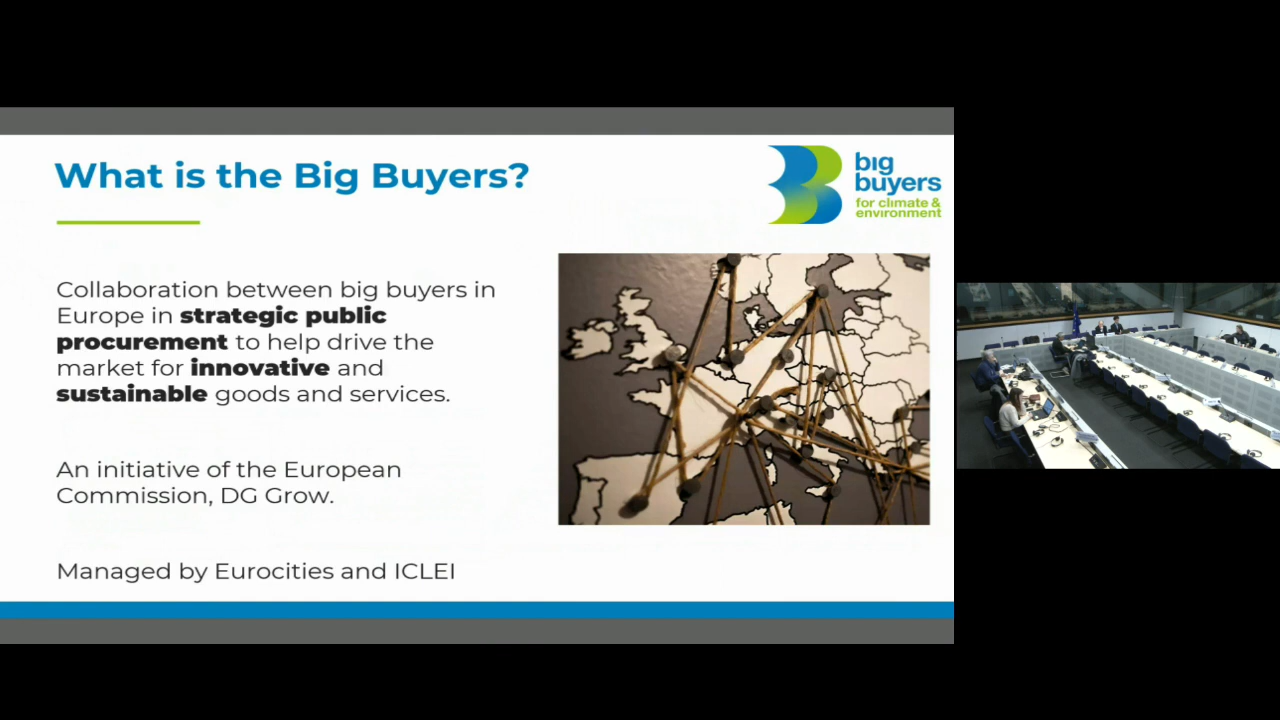 What is the Big Buyers?
big
buyers
for climate &
environment
Collaboration between big buyers in
Europe in strategic public
procurement to help drive the
market for innovative and
sustainable goods and services.
An initiative of the European
Commission, DG Grow.
Managed by Eurocities and ICLEI